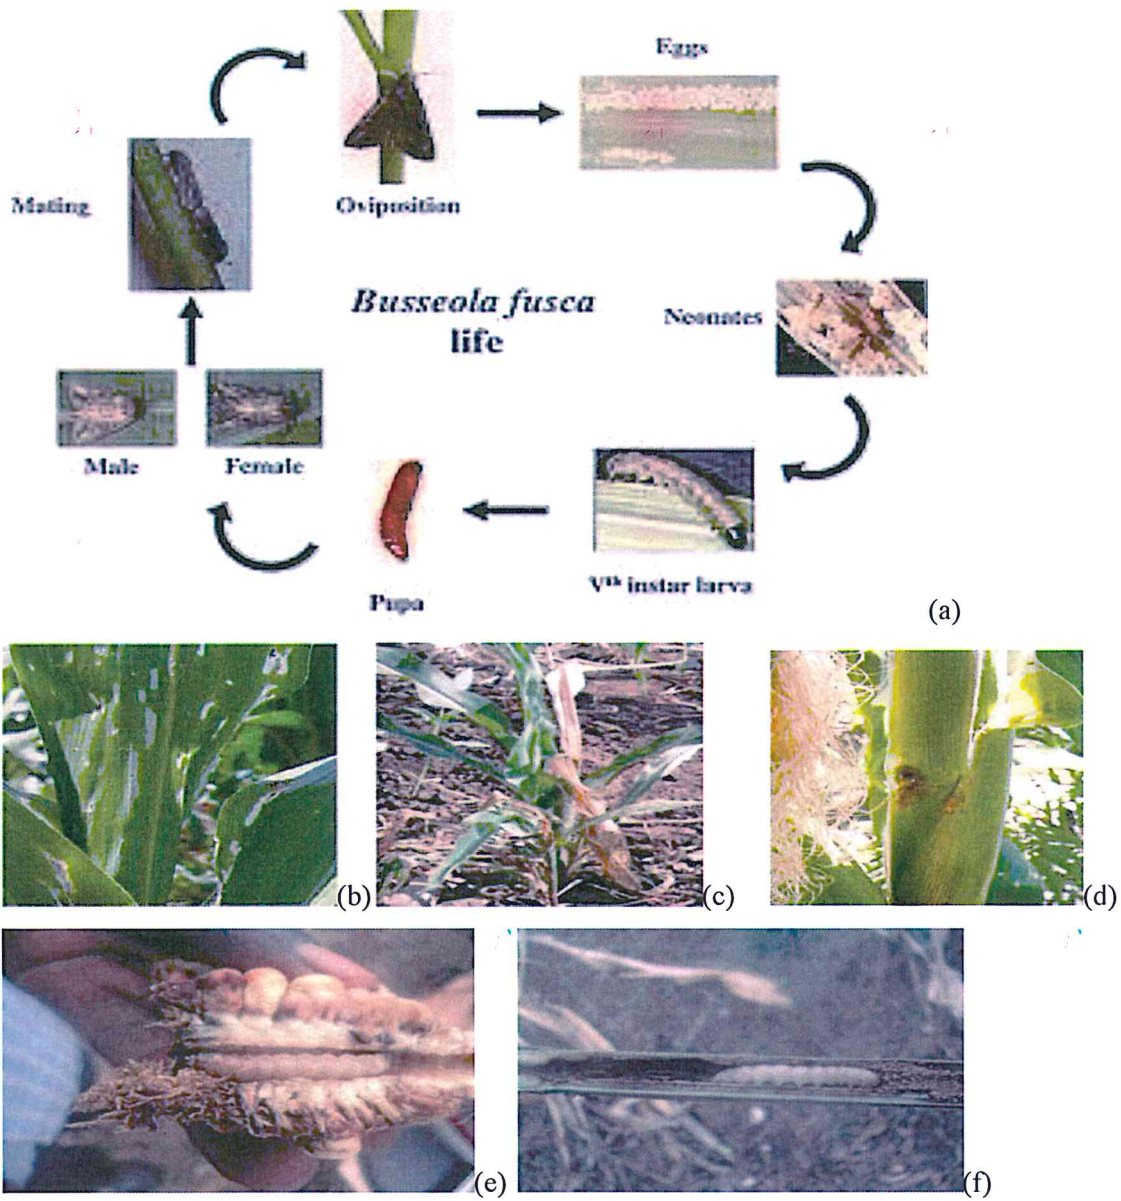 Eggs
Mating
Oviposition
Busseola fusca
life
Neonates
Male
Female
Vth instar larva
Pupa
(a)
(b)
(c)
(d)
(e)
(f)